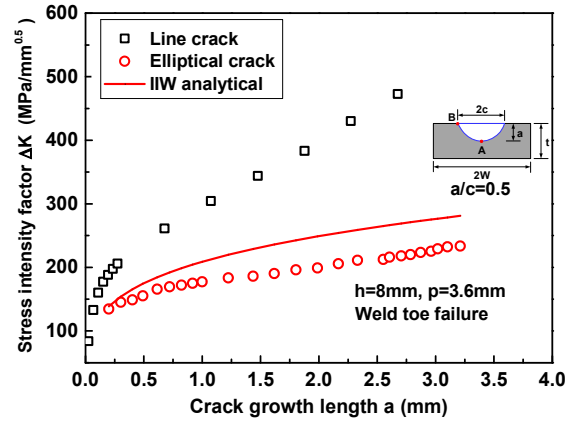 600
500
400
300
200
100
Stress intensity factor ΔK (MPa/mm^0.5)
Line crack
Elliptical crack
IIW analytical
B
2c
a
t
A
2W
a/c=0.5
h=8mm, p=3.6mm
Weld toe failure
0.0 0.5 1.0 1.5 2.0 2.5 3.0 3.5 4.0
Crack growth length a (mm)